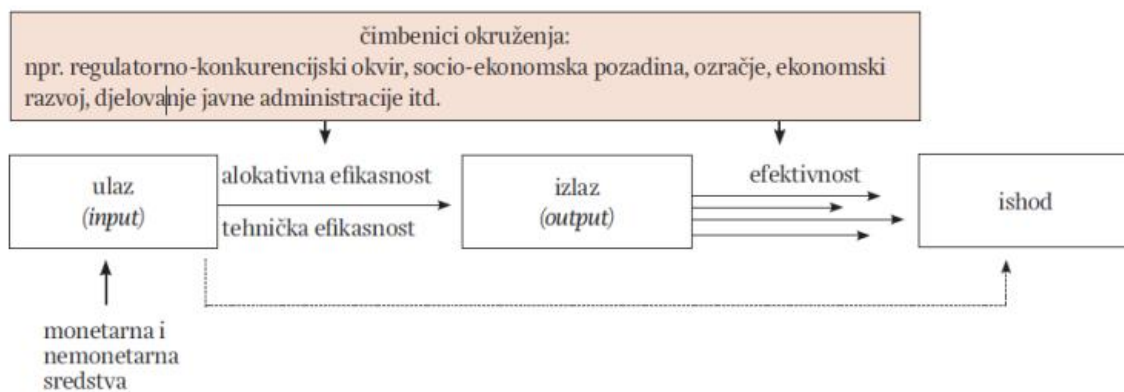 čimbenici okruženja:
npr. regulatorno-konkurencijski okvir, socio-ekonomska pozadina, ozračje, ekonomski
razvoj, djelovanje javne administracije itd.
ulaz
(input)
alokativna efikasnost
tehnička efikasnost
izlaz
(output)
efektivnost
ishod
monetarna i
nemonetarna
sredstva